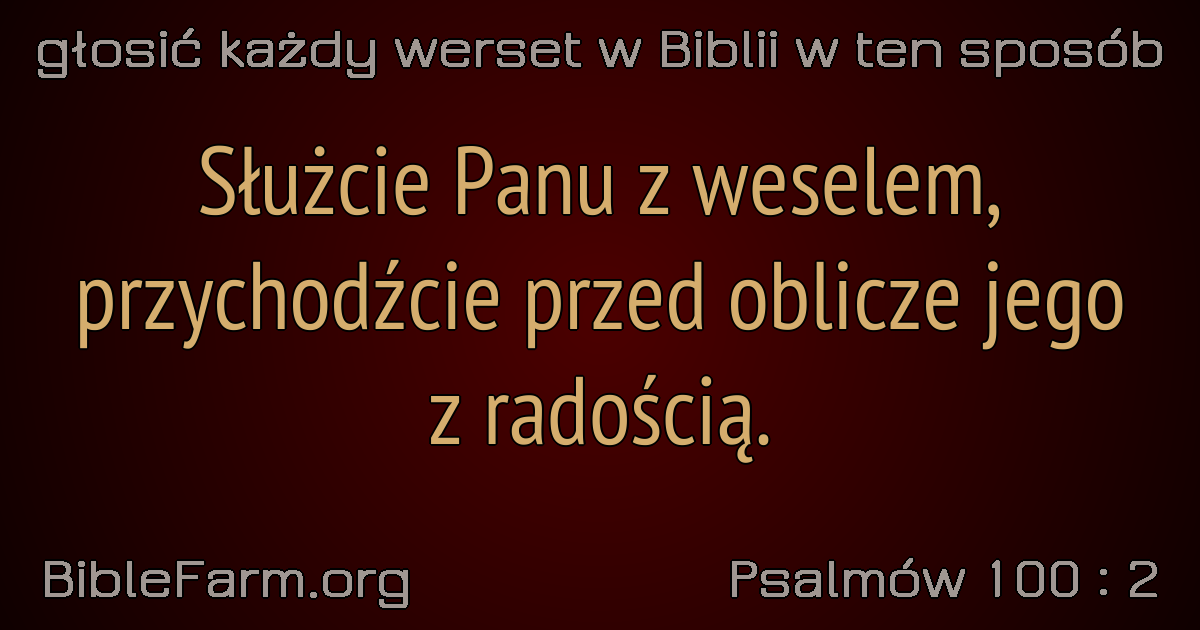 głosić każdy werset w Biblii w ten sposób
Służcie Panu z weselem,
przychodźcie przed oblicze jego
z radością.
BibleFarm.org
Psalmów 100 : 2